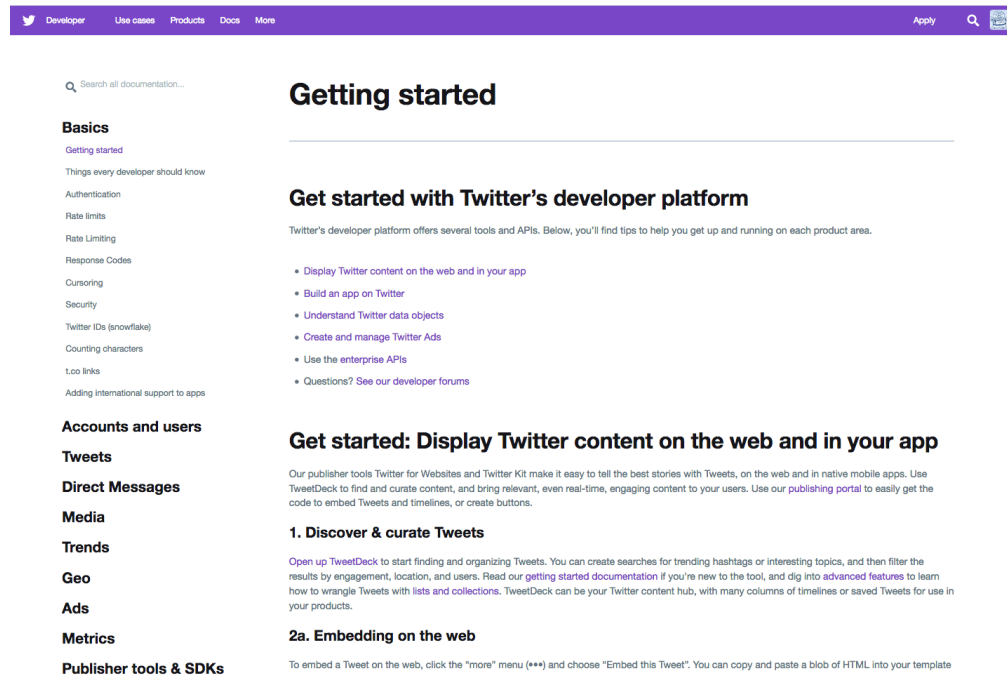 Developer Use cases Products Docs More Apply
Search all documentation...
Basics
Getting started
Things every developer should know
Authentication
Rate limits
Rate Limiting
Response Codes
Cursoring
Security
Twitter IDs (snowflake)
Counting characters
t.co links
Adding international support to apps
Accounts and users
Tweets
Direct Messages
Media
Trends
Geo
Ads
Metrics
Publisher tools & SDKs
Getting started
Get started with Twitter’s developer platform
Twitter’s developer platform offers several tools and APIs. Below, you’ll find tips to help you get up and running on each product area.
• Display Twitter content on the web and in your app
• Build an app on Twitter
• Understand Twitter data objects
• Create and manage Twitter Ads
• Use the enterprise APIs
• Questions? See our developer forums
Get started: Display Twitter content on the web and in your app
Our publisher tools Twitter for Websites and Twitter Kit make it easy to tell the best stories with Tweets, on the web and in native mobile apps. Use
TweetDeck to find and curate content, and bring relevant, even real-time, engaging content to your users. Use our publishing portal to easily get the
code to embed Tweets and timelines, or create buttons.
1. Discover & curate Tweets
Open up TweetDeck to start finding and organizing Tweets. You can create searches for trending hashtags or interesting topics, and then filter the
results by engagement, location, and users. Read our getting started documentation if you’re new to the tool, and dig into advanced features to learn
how to wrangle Tweets with lists and collections. TweetDeck can be your Twitter content hub, with many columns of timelines or saved Tweets for use in
your products.
2a. Embedding on the web
To embed a Tweet on the web, click the “more” menu (•••) and choose “Embed this Tweet”. You can copy and paste a blob of HTML into your template